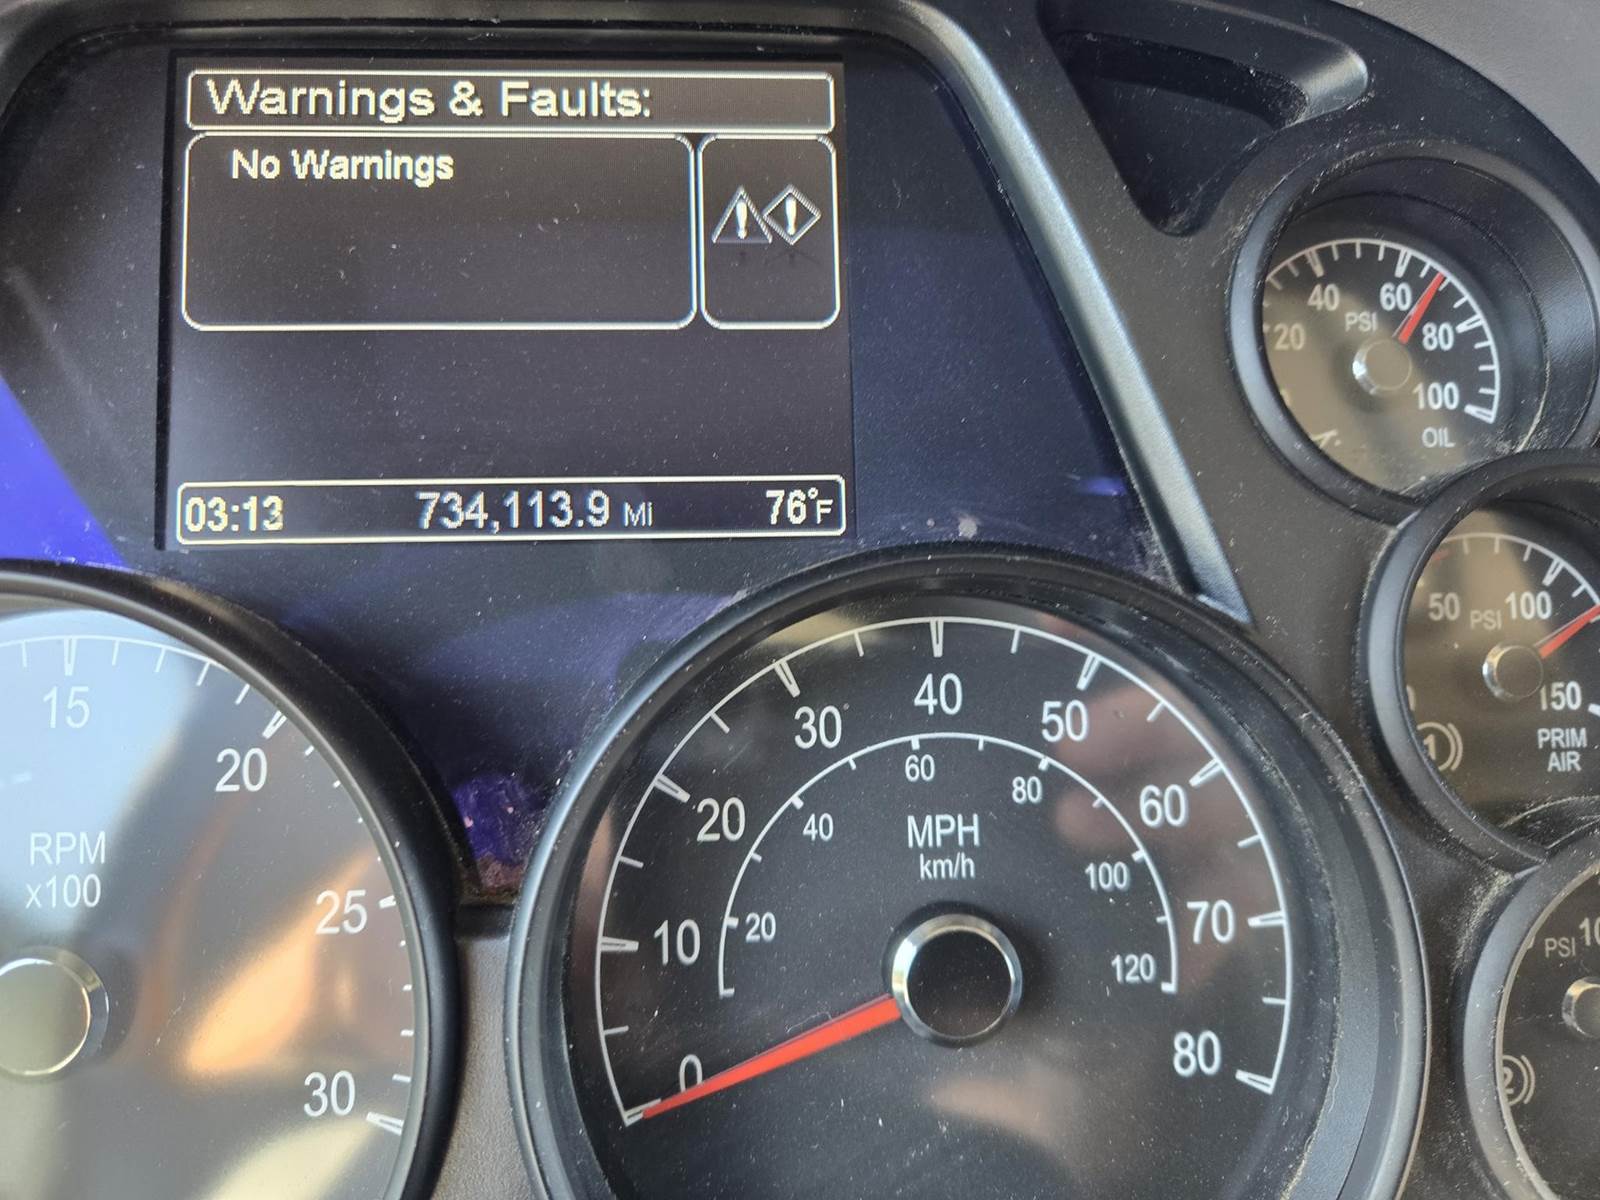 Warnings & Faults:
No Warnings
03:13 734,113.9 Mi 76°F
20 40 60 80 100
PSI
OIL
50 PSI 100
150
PRIM
AIR
1
15 20 25 30
RPM
x100
0 10 20 30 40 50 60 70 80
20 40 60 80 100 120
MPH
km/h
PSI
2